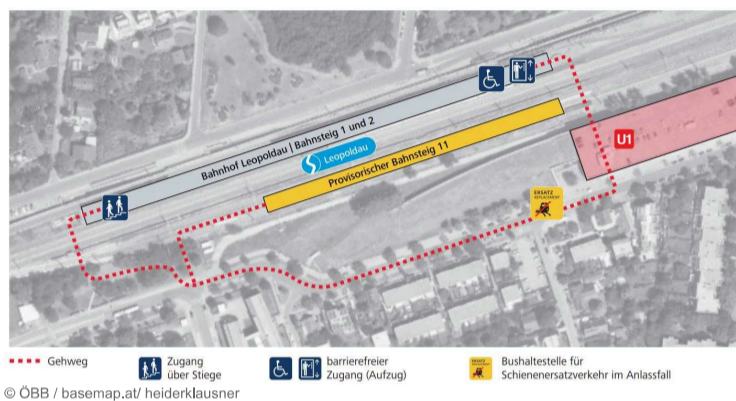 Bahnhof Leopoldau | Bahnsteig 1 und 2
Leopoldau
Provisorischer Bahnsteig 11
U1
ERSATZ
REPLACEMENT
Gehweg
Zugang
über Stiege
barrierefreier
Zugang (Aufzug)
ERSATZ
Bushaltestelle für
Schienenersatzverkehr im Anlassfall
© ÖBB / basemap.at/ heiderklausner